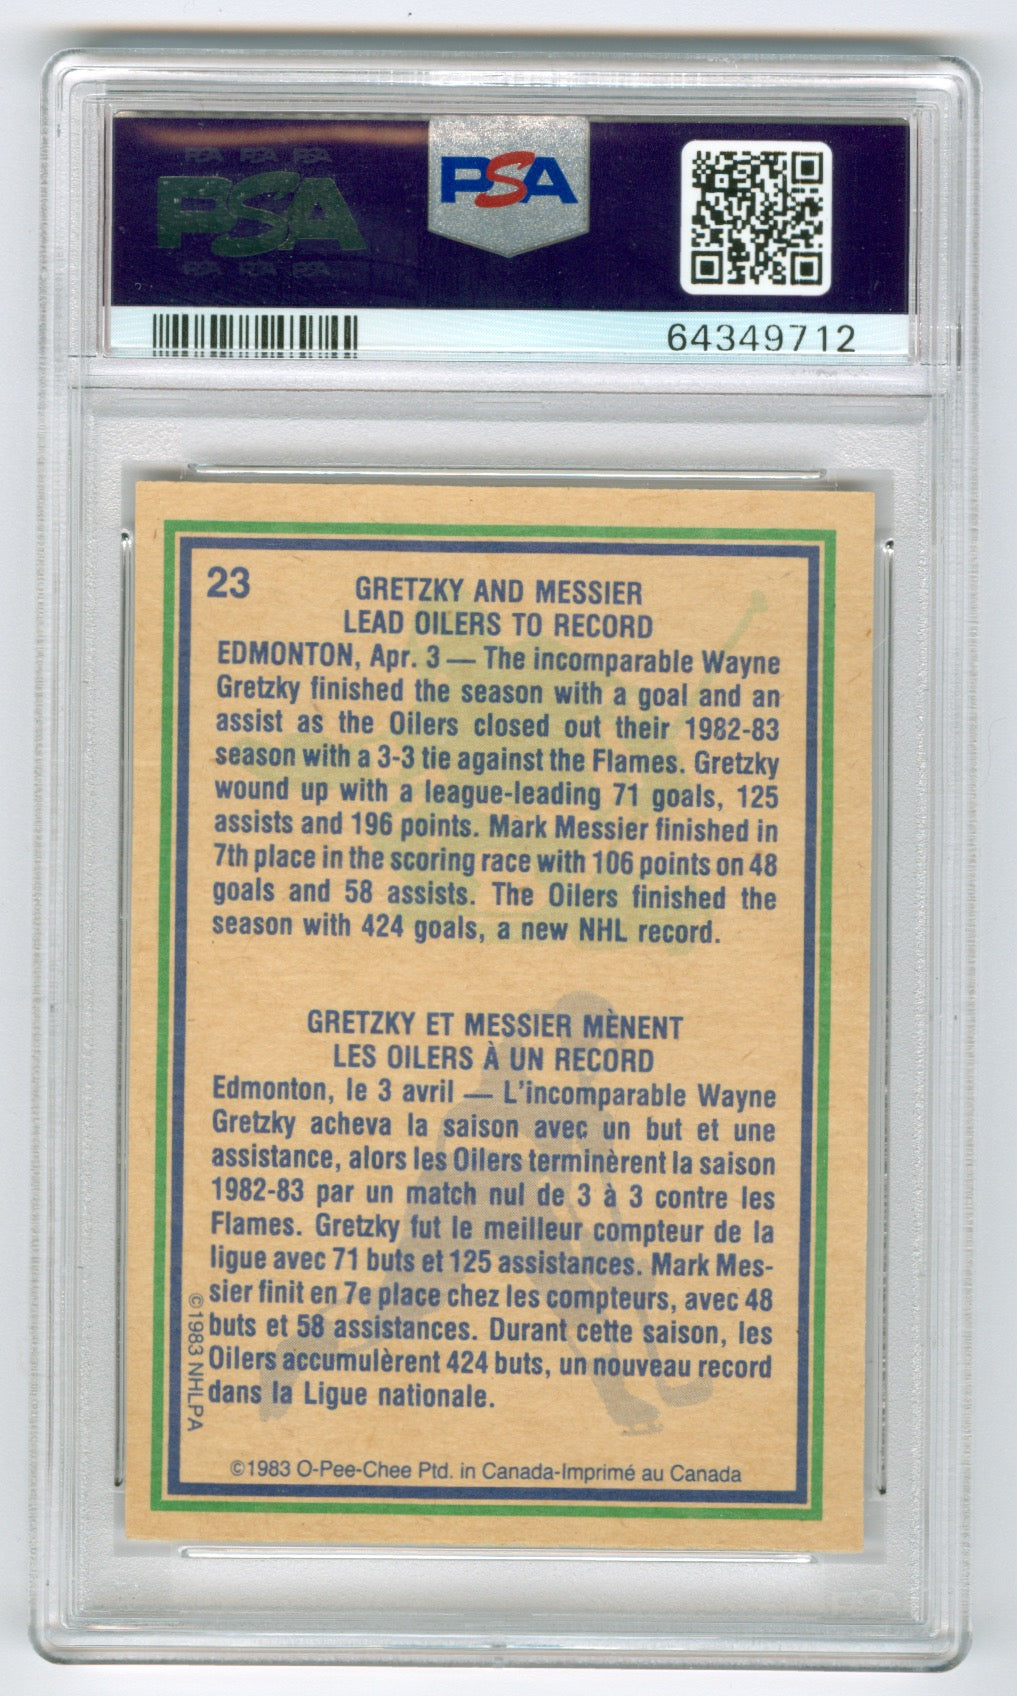 PSA PSA PSA
PSA
PSA PSA PSA
PSA
64349712
23
GRETZKY AND MESSIER
LEAD OILERS TO RECORD
EDMONTON, Apr. 3 — The incomparable Wayne
Gretzky finished the season with a goal and an
assist as the Oilers closed out their 1982-83
season with a 3-3 tie against the Flames. Gretzky
wound up with a league-leading 71 goals, 125
assists and 196 points. Mark Messier finished in
7th place in the scoring race with 106 points on 48
goals and 58 assists. The Oilers finished the
season with 424 goals, a new NHL record.
GRETZKY ET MESSIER MÈNENT
LES OILERS À UN RECORD
Edmonton, le 3 avril — L'incomparable Wayne
Gretzky acheva la saison avec un but et une
assistance, alors les Oilers terminèrent la saison
1982-83 par un match nul de 3 à 3 contre les
Flames. Gretzky fut le meilleur compteur de la
ligue avec 71 buts et 125 assistances. Mark Mes-
sier finit en 7e place chez les compteurs, avec 48
buts et 58 assistances. Durant cette saison, les
Oilers accumulèrent 424 buts, un nouveau record
dans la Ligue nationale.
©1983 NHLPA
©1983 O-Pee-Chee Ptd. in Canada-Imprimé au Canada